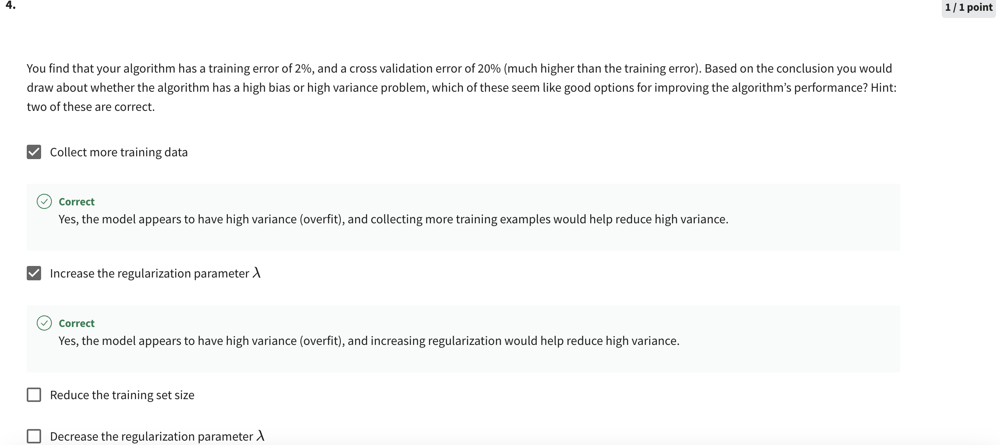 4.
1 / 1 point
You find that your algorithm has a training error of 2%, and a cross validation error of 20% (much higher than the training error). Based on the conclusion you would
draw about whether the algorithm has a high bias or high variance problem, which of these seem like good options for improving the algorithm’s performance? Hint:
two of these are correct.
Collect more training data
Correct
Yes, the model appears to have high variance (overfit), and collecting more training examples would help reduce high variance.
Increase the regularization parameter λ
Correct
Yes, the model appears to have high variance (overfit), and increasing regularization would help reduce high variance.
Reduce the training set size
Decrease the regularization parameter λ